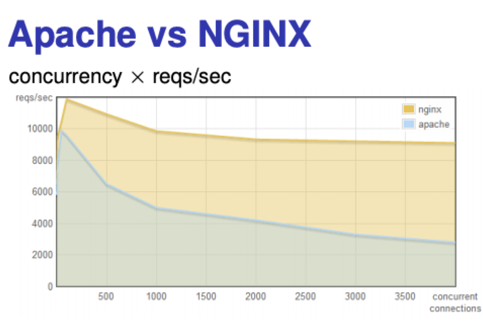 Apache vs NGINX
concurrency × reqs/sec
reqs/sec
nginx
apache
10000
8000
6000
4000
2000
0
500 1000 1500 2000 2500 3000 3500 concurrent
connections